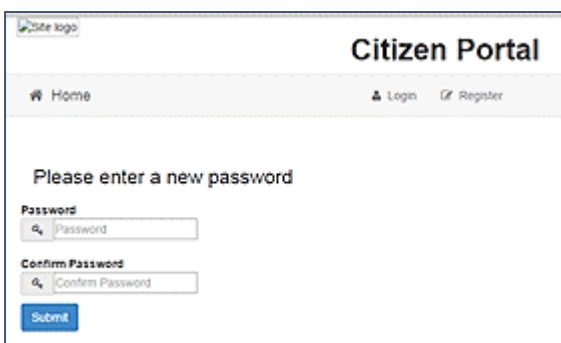 Site logo
Citizen Portal
Home
Login Register
Please enter a new password
Password
Password
Confirm Password
Confirm Password
Submit